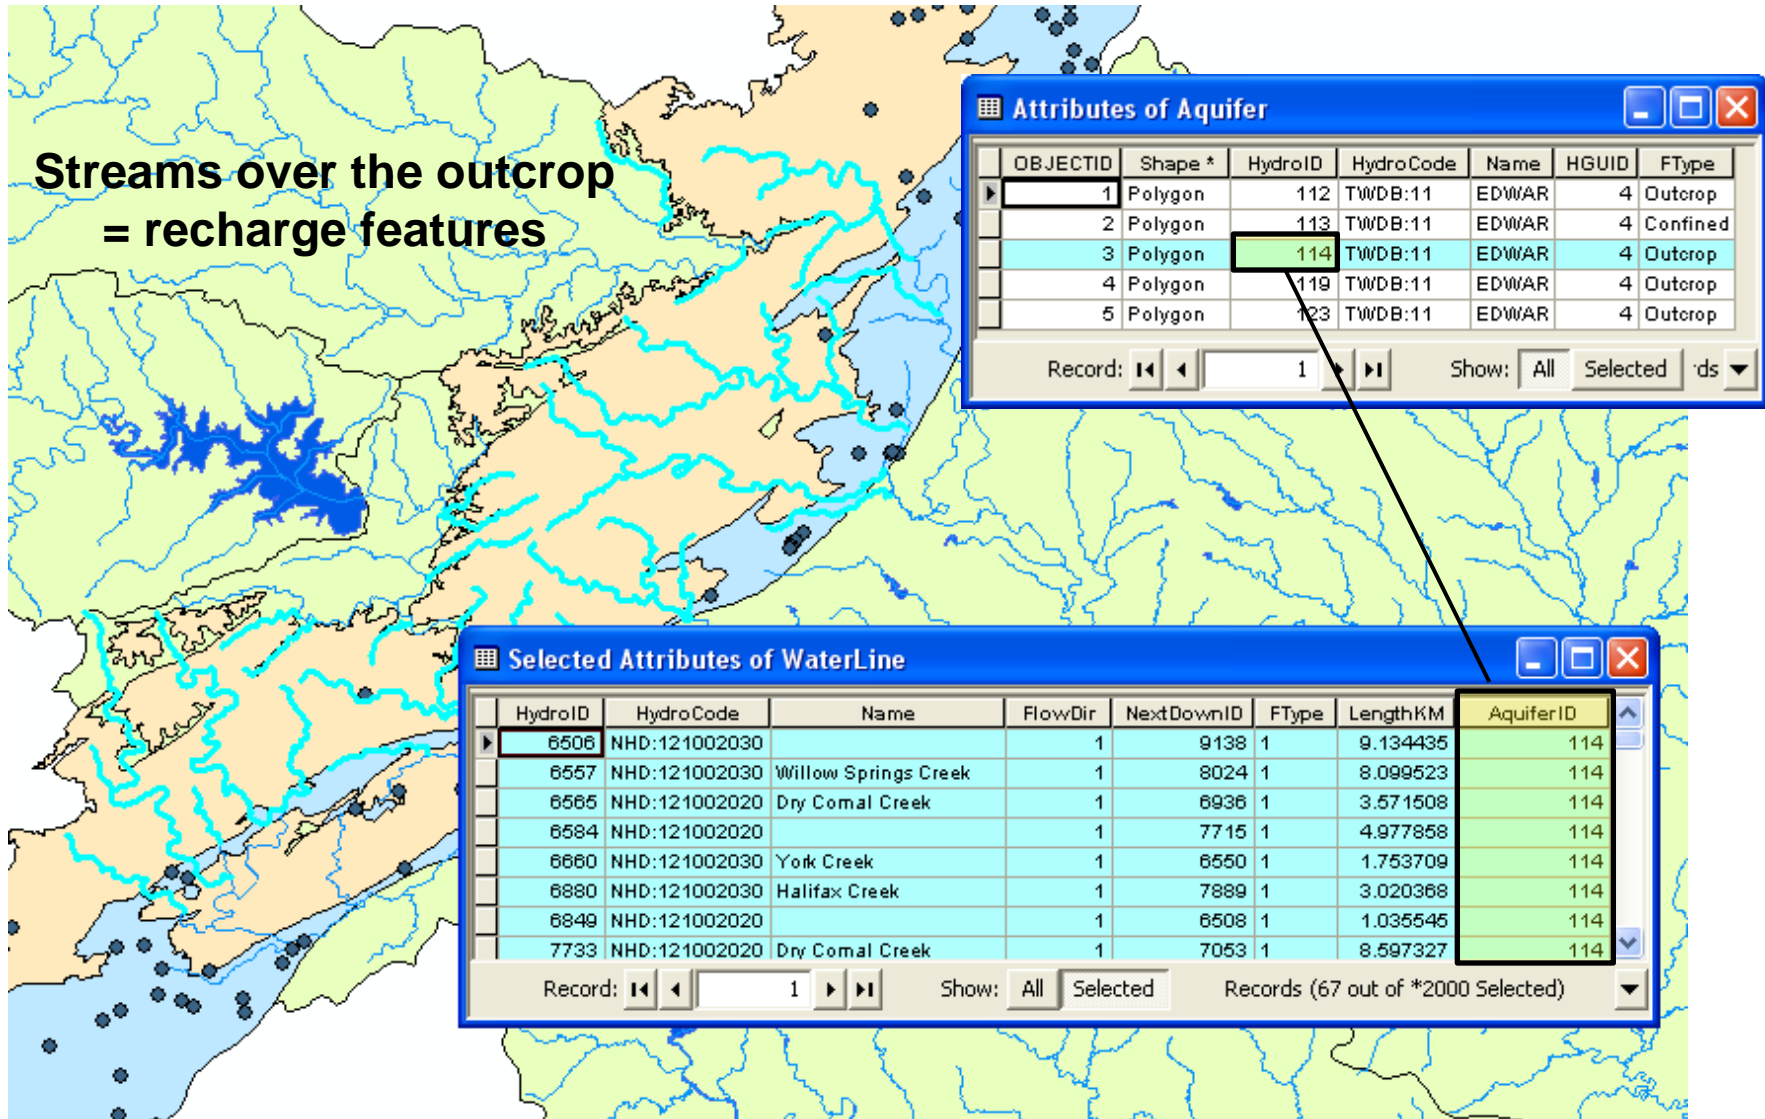 Streams over the outcrop
= recharge features
Attributes of Aquifer
OBJECTID Shape * HydroID HydroCode Name HGUID FType
1 Polygon 112 TWDB:11 EDWAR 4 Outcrop
2 Polygon 113 TWDB:11 EDWAR 4 Confined
3 Polygon 114 TWDB:11 EDWAR 4 Outcrop
4 Polygon 119 TWDB:11 EDWAR 4 Outcrop
5 Polygon 123 TWDB:11 EDWAR 4 Outcrop
Record: 1 Show: All Selected ds
Selected Attributes of WaterLine
HydroID HydroCode Name FlowDir NextDownID FType LengthKM AquiferID
6506 NHD:121002030 1 9138 1 9.134435 114
6557 NHD:121002030 Willow Springs Creek 1 8024 1 8.099523 114
6565 NHD:121002020 Dry Comal Creek 1 6936 1 3.571508 114
6584 NHD:121002020 1 7715 1 4.977858 114
6660 NHD:121002030 York Creek 1 6550 1 1.753709 114
6880 NHD:121002030 Halifax Creek 1 7889 1 3.020368 114
6849 NHD:121002020 1 6508 1 1.035545 114
7733 NHD:121002020 Dry Comal Creek 1 7053 1 8.597327 114
Record: 1 Show: All Selected Records (67 out of *2000 Selected)